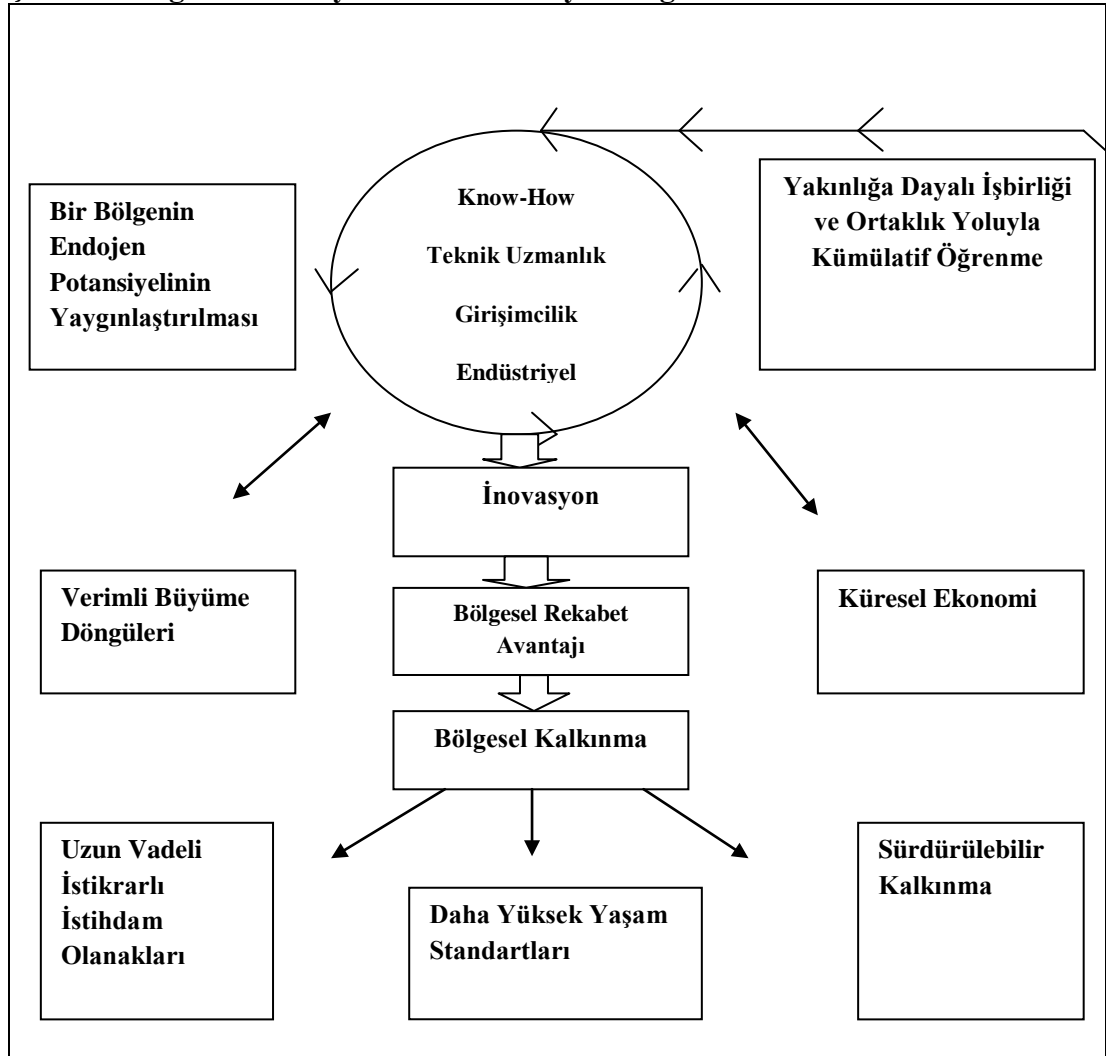 Know-How
Teknik Uzmanlık
Girişimcilik
Endüstriyel
Bir Bölgenin
Endojen
Potansiyelinin
Yaygınlaştırılması
Yakınlığa Dayalı İşbirliği
ve Ortaklık Yoluyla
Kümülatif Öğrenme
İnovasyon
Verimli Büyüme
Döngüleri
Bölgesel Rekabet
Avantajı
Küresel Ekonomi
Bölgesel Kalkınma
Uzun Vadeli
İstikrarlı
İstihdam
Olanakları
Daha Yüksek Yaşam
Standartları
Sürdürülebilir
Kalkınma